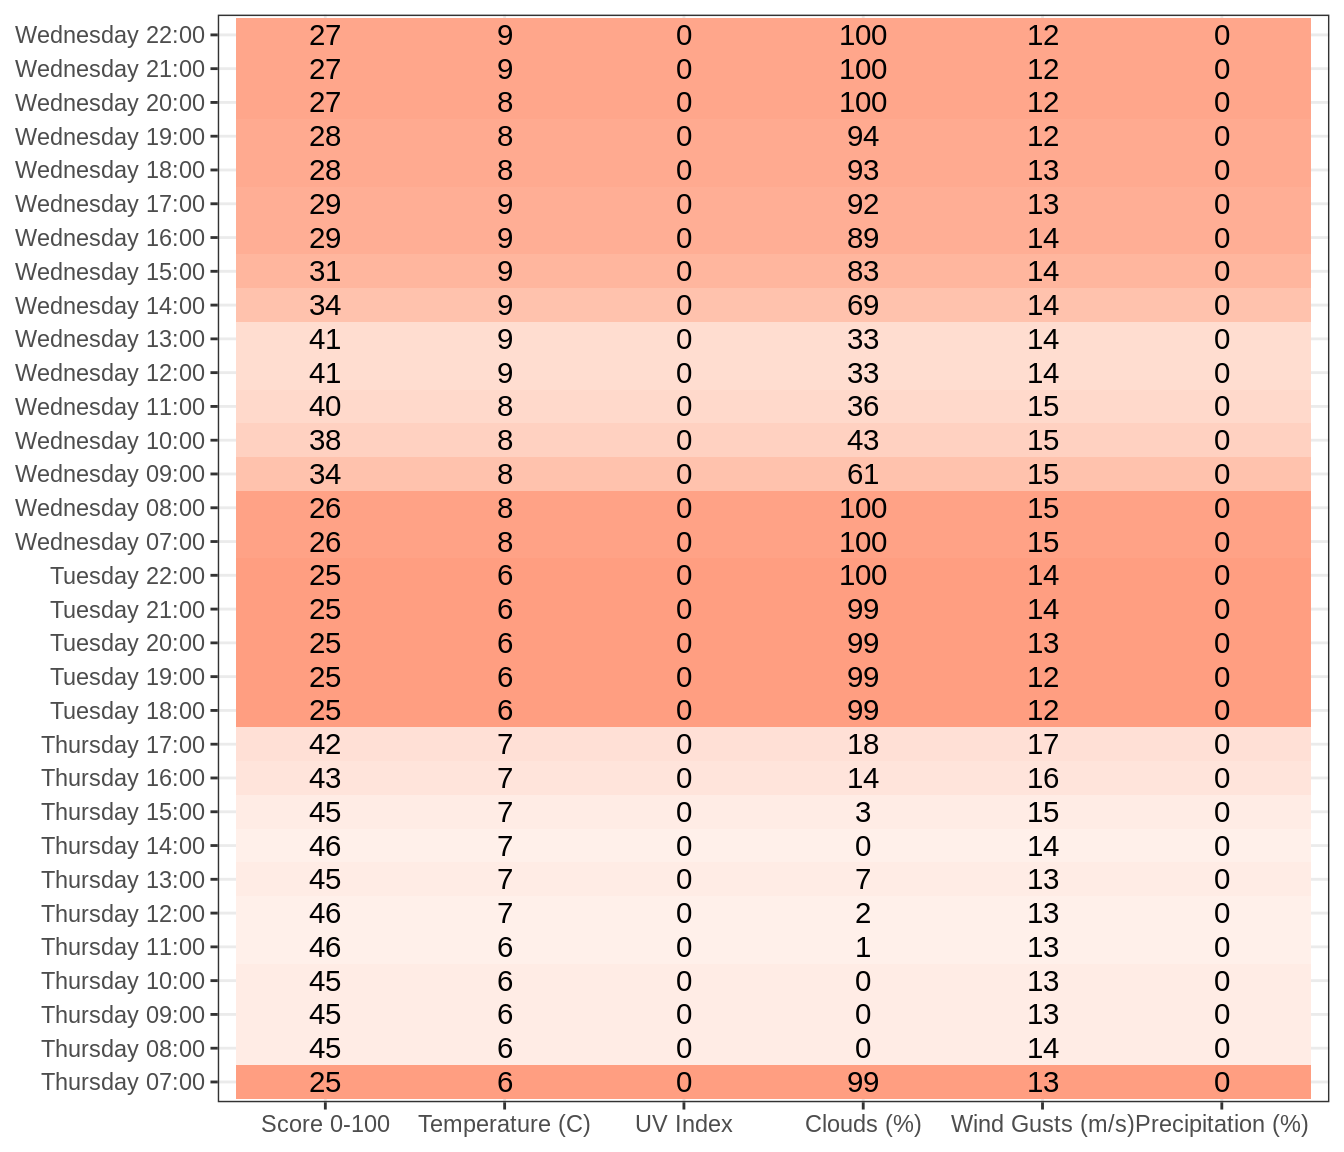 Wednesday 22:00 27 9 0 100 12 0
Wednesday 21:00 27 9 0 100 12 0
Wednesday 20:00 27 8 0 100 12 0
Wednesday 19:00 28 8 0 94 12 0
Wednesday 18:00 28 8 0 93 13 0
Wednesday 17:00 29 9 0 92 13 0
Wednesday 16:00 29 9 0 89 14 0
Wednesday 15:00 31 9 0 83 14 0
Wednesday 14:00 34 9 0 69 14 0
Wednesday 13:00 41 9 0 33 14 0
Wednesday 12:00 41 9 0 33 14 0
Wednesday 11:00 40 8 0 36 15 0
Wednesday 10:00 38 8 0 43 15 0
Wednesday 09:00 34 8 0 61 15 0
Wednesday 08:00 26 8 0 100 15 0
Wednesday 07:00 26 8 0 100 15 0
Tuesday 22:00 25 6 0 100 14 0
Tuesday 21:00 25 6 0 99 14 0
Tuesday 20:00 25 6 0 99 13 0
Tuesday 19:00 25 6 0 99 12 0
Tuesday 18:00 25 6 0 99 12 0
Thursday 17:00 42 7 0 18 17 0
Thursday 16:00 43 7 0 14 16 0
Thursday 15:00 45 7 0 3 15 0
Thursday 14:00 46 7 0 0 14 0
Thursday 13:00 45 7 0 7 13 0
Thursday 12:00 46 7 0 2 13 0
Thursday 11:00 46 6 0 1 13 0
Thursday 10:00 45 6 0 0 13 0
Thursday 09:00 45 6 0 0 13 0
Thursday 08:00 45 6 0 0 14 0
Thursday 07:00 25 6 0 99 13 0
Score 0-100 Temperature (C) UV Index Clouds (%) Wind Gusts (m/s) Precipitation (%)